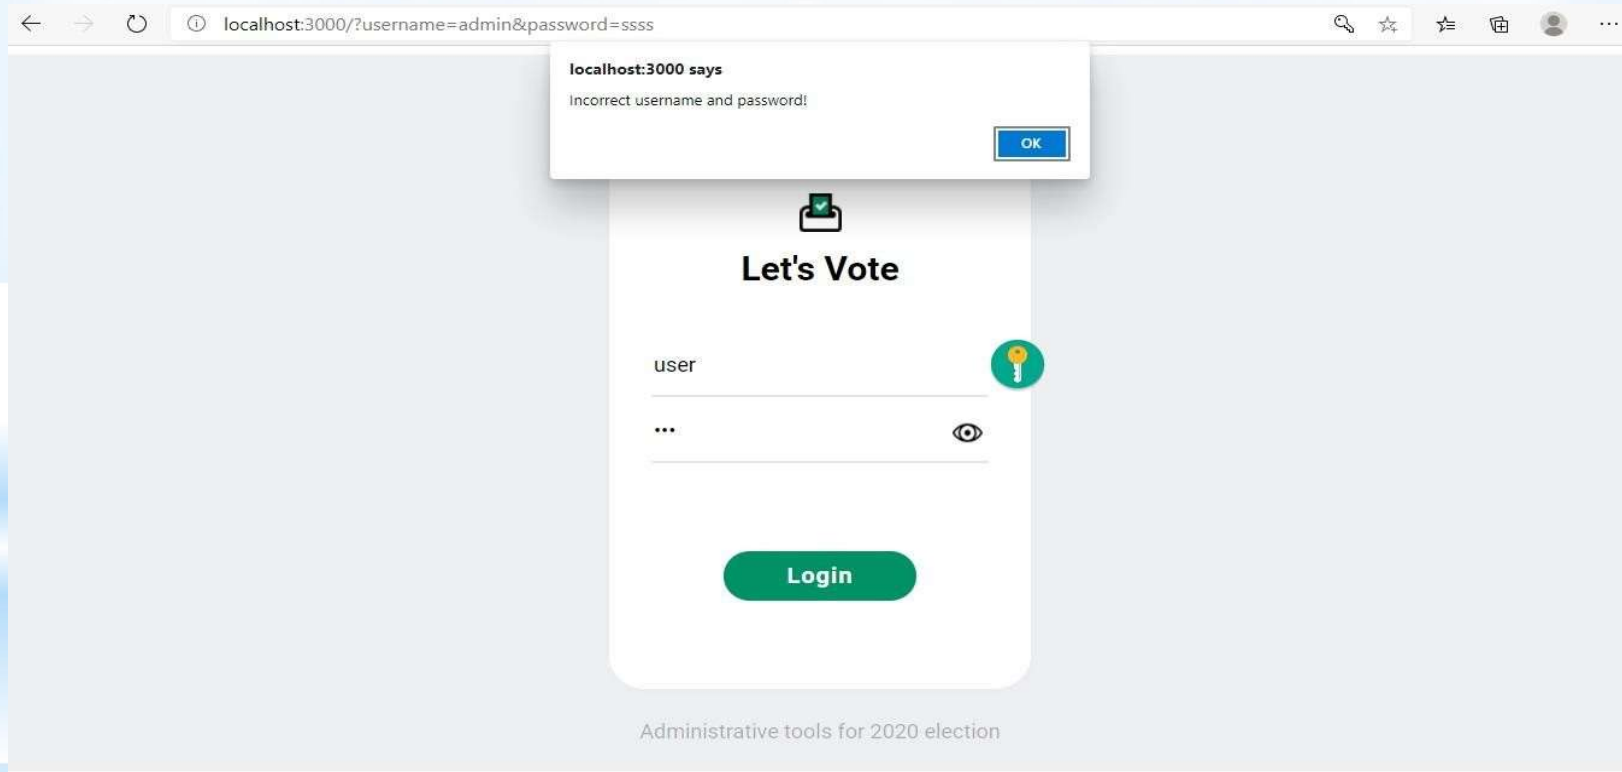 localhost:3000/?username=admin&password=ssss
localhost:3000 says
Incorrect username and password!
OK
Let's Vote
user
•••
Login
Administrative tools for 2020 election